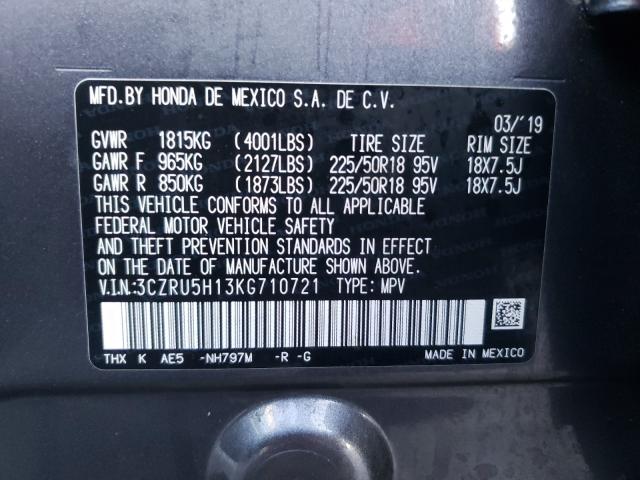 MFD.BY HONDA DE MEXICO S.A. DE C.V.
03/'19
GVWR 1815KG (4001LBS) TIRE SIZE RIM SIZE
GAWR F 965KG (2127LBS) 225/50R18 95V 18X7.5J
GAWR R 850KG (1873LBS) 225/50R18 95V 18X7.5J
THIS VEHICLE CONFORMS TO ALL APPLICABLE
FEDERAL MOTOR VEHICLE SAFETY
AND THEFT PREVENTION STANDARDS IN EFFECT
ON THE DATE OF MANUFACTURE SHOWN ABOVE.
V.I.N.:3CZRU5H13KG710721 TYPE: MPV
THX K AE5 -NH797M -R -G MADE IN MEXICO